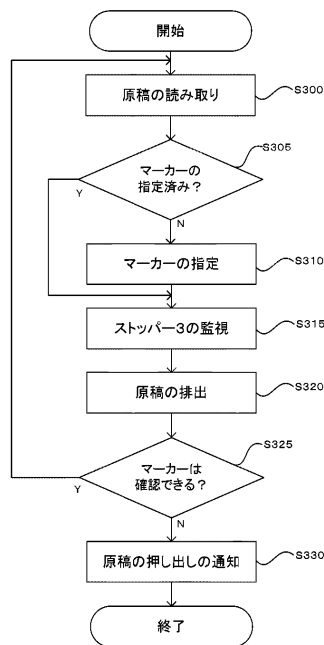 開始
原稿の読み取り
S300
マーカーの
指定済み？
S305
Y
N
マーカーの指定
S310
ストッパー3の監視
S315
原稿の排出
S320
マーカーは
確認できる？
S325
Y
N
原稿の押し出しの通知
S330
終了